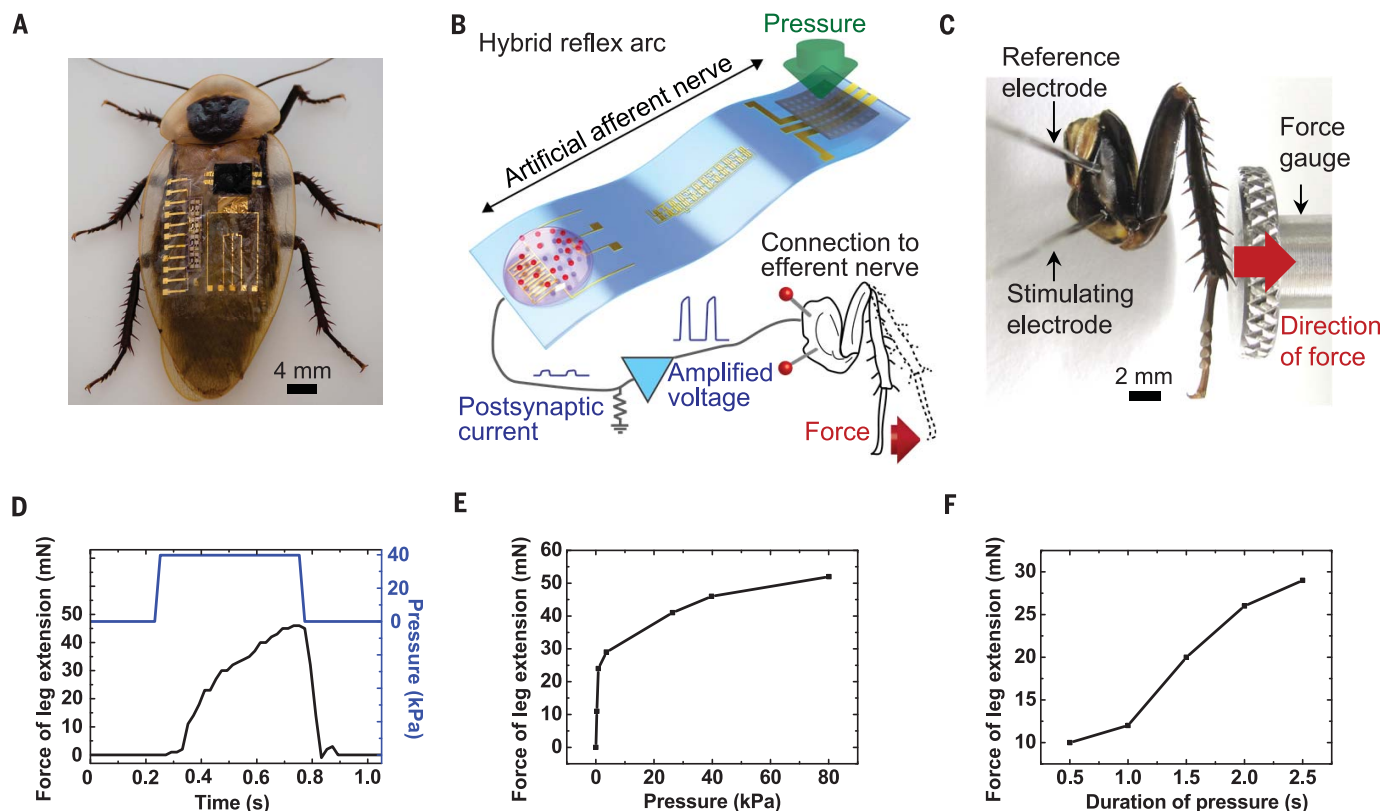 A
4 mm
B
Hybrid reflex arc
Pressure
Artificial afferent nerve
Connection to
efferent nerve
Amplified
voltage
Postsynaptic
current
Force
C
Reference
electrode
Force
gauge
Stimulating
electrode
Direction
of force
2 mm
D
Force of leg extension (mN)
50
40
30
20
10
0
0
0.2
0.4
0.6
0.8
1.0
Time (s)
40
20
0
Pressure (kPa)
E
Force of leg extension (mN)
60
50
40
30
20
10
0
0
20
40
60
80
Pressure (kPa)
F
Force of leg extension (mN)
30
25
20
15
10
0.5
1.0
1.5
2.0
2.5
Duration of pressure (s)